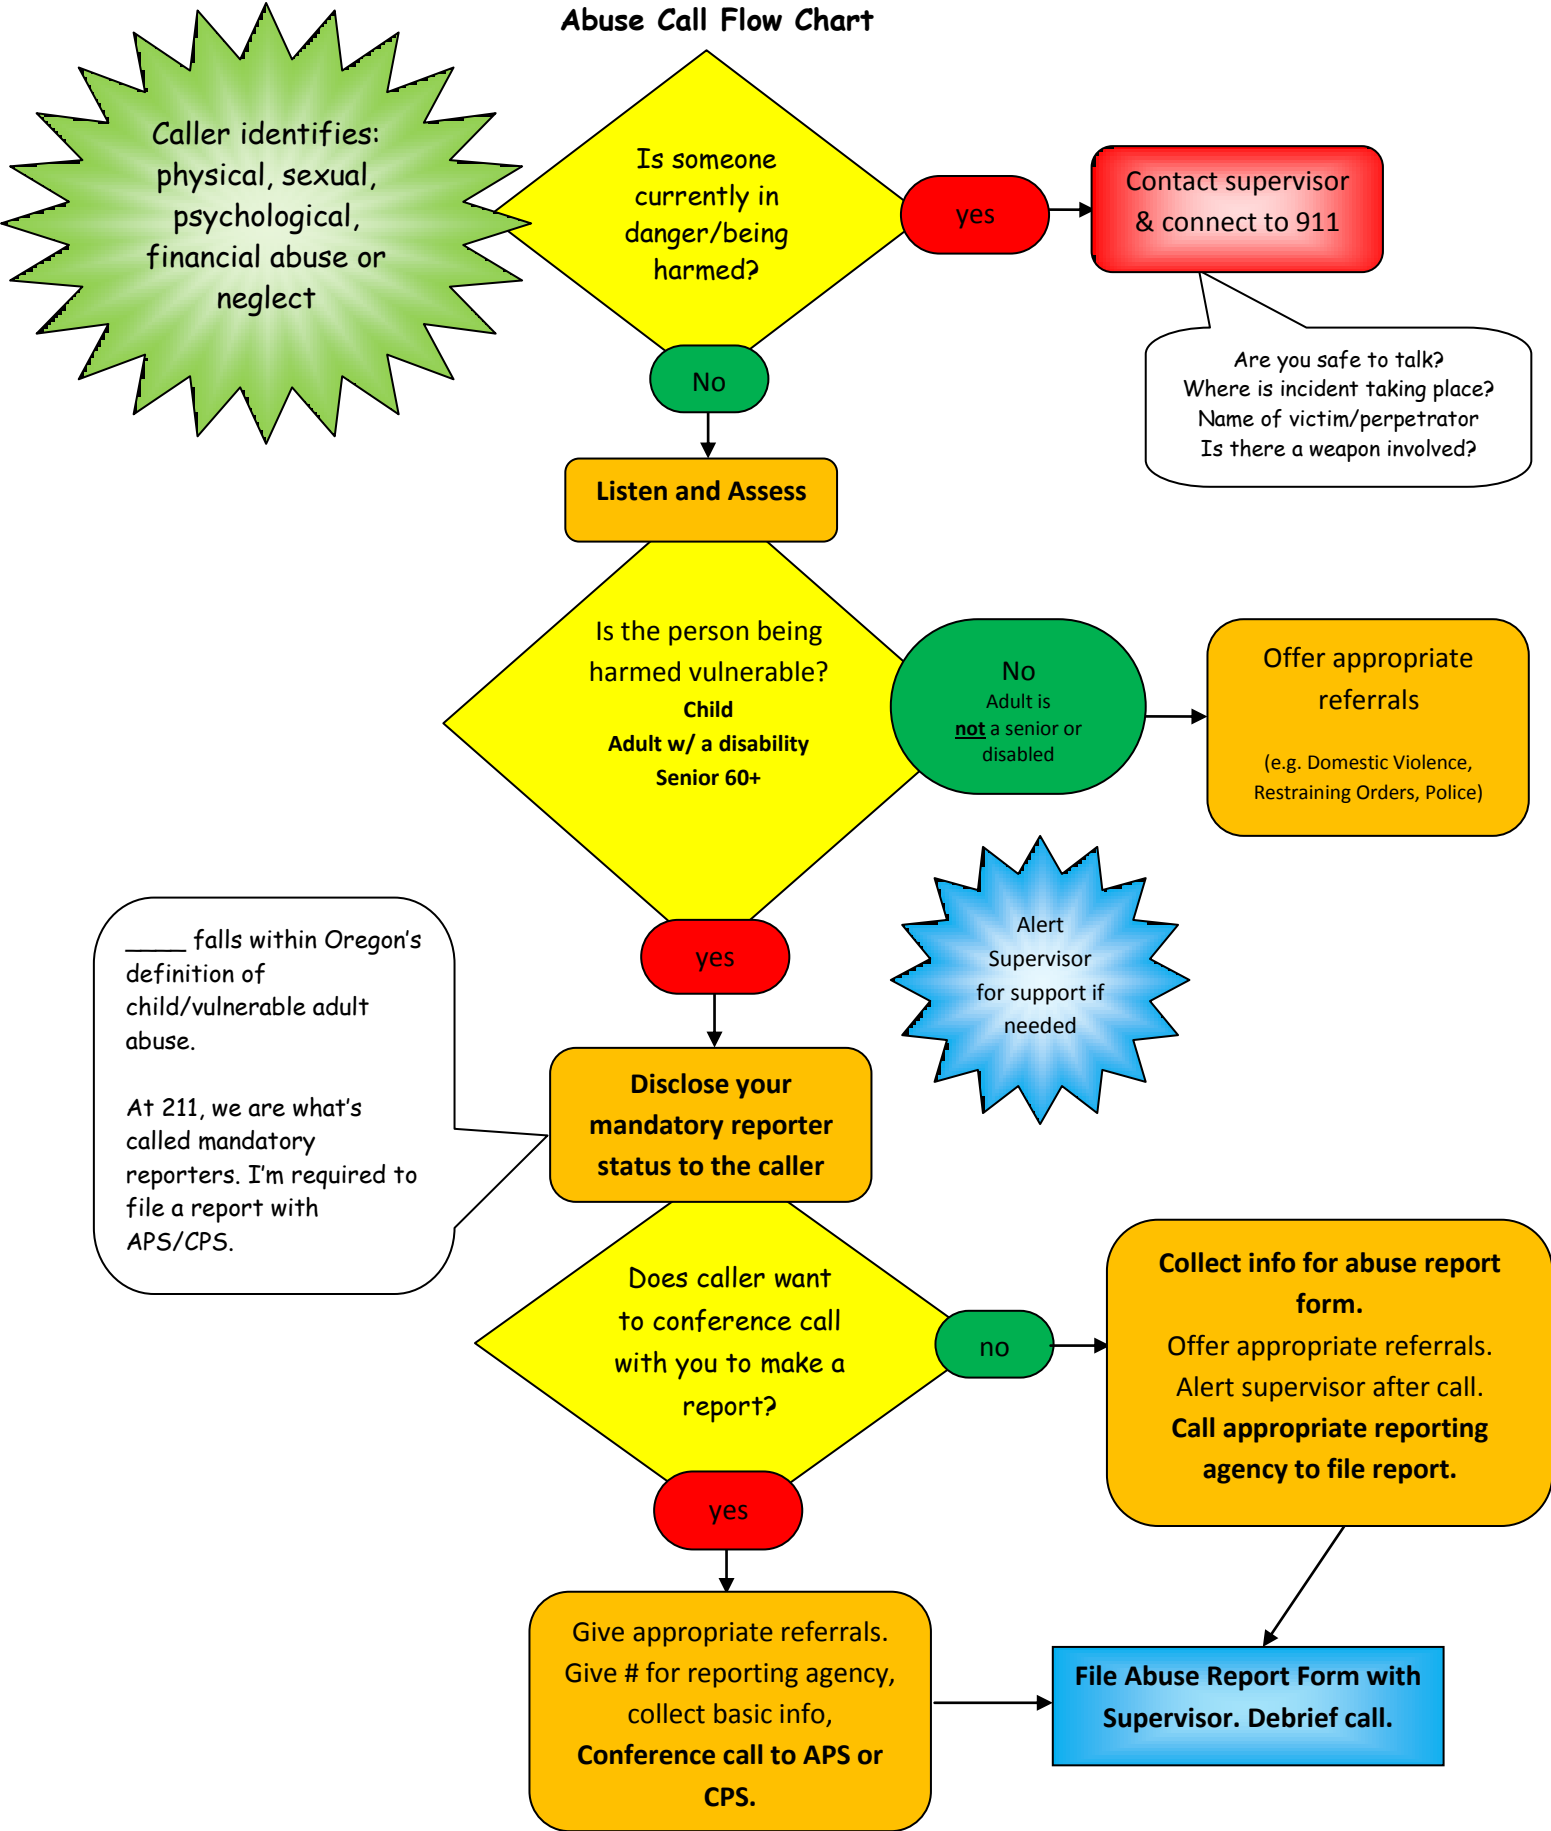 Abuse Call Flow Chart
Caller identifies:
physical, sexual,
psychological,
financial abuse or
neglect
Is someone
currently in
danger/being
harmed?
yes
Contact supervisor
& connect to 911
Are you safe to talk?
Where is incident taking place?
Name of victim/perpetrator
Is there a weapon involved?
No
Listen and Assess
Is the person being
harmed vulnerable?
Child
Adult w/ a disability
Senior 60+
No
Adult is
not a senior or
disabled
Offer appropriate
referrals
(e.g. Domestic Violence,
Restraining Orders, Police)
Alert
Supervisor
for support if
needed
yes
____ falls within Oregon's
definition of
child/vulnerable adult
abuse.
At 211, we are what's
called mandatory
reporters. I'm required to
file a report with
APS/CPS.
Disclose your
mandatory reporter
status to the caller
Does caller want
to conference call
with you to make a
report?
no
Collect info for abuse report
form.
Offer appropriate referrals.
Alert supervisor after call.
Call appropriate reporting
agency to file report.
yes
Give appropriate referrals.
Give # for reporting agency,
collect basic info,
Conference call to APS or
CPS.
File Abuse Report Form with
Supervisor. Debrief call.